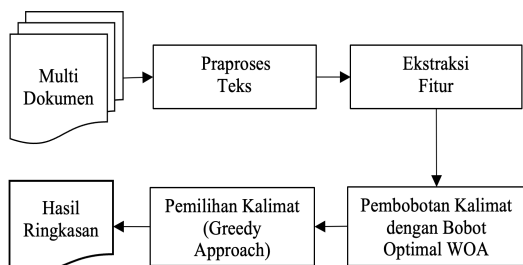 Multi
Dokumen
Praproses
Teks
Ekstraksi
Fitur
Pembobotan Kalimat
dengan Bobot
Optimal WOA
Pemilihan Kalimat
(Greedy
Approach)
Hasil
Ringkasan